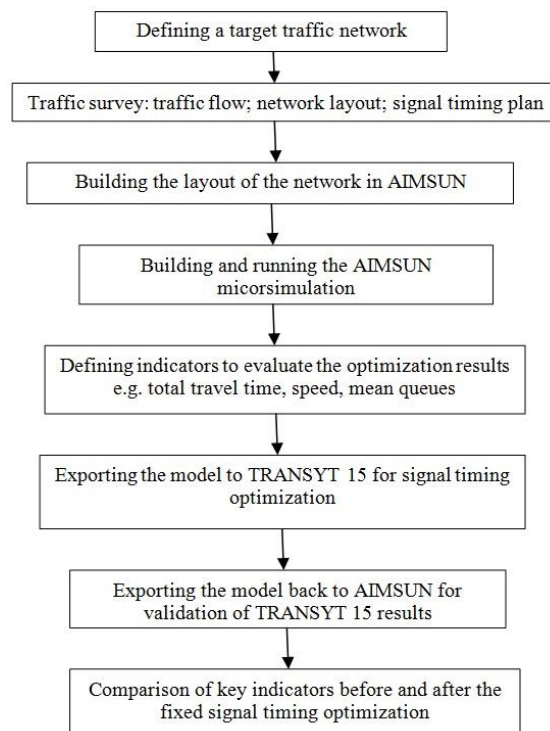 Defining a target traffic network
Traffic survey: traffic flow; network layout; signal timing plan
Building the layout of the network in AIMSUN
Building and running the AIMSUN
micorsimulation
Defining indicators to evaluate the optimization results
e.g. total travel time, speed, mean queues
Exporting the model to TRANSYT 15 for signal timing
optimization
Exporting the model back to AIMSUN for
validation of TRANSYT 15 results
Comparison of key indicators before and after the
fixed signal timing optimization